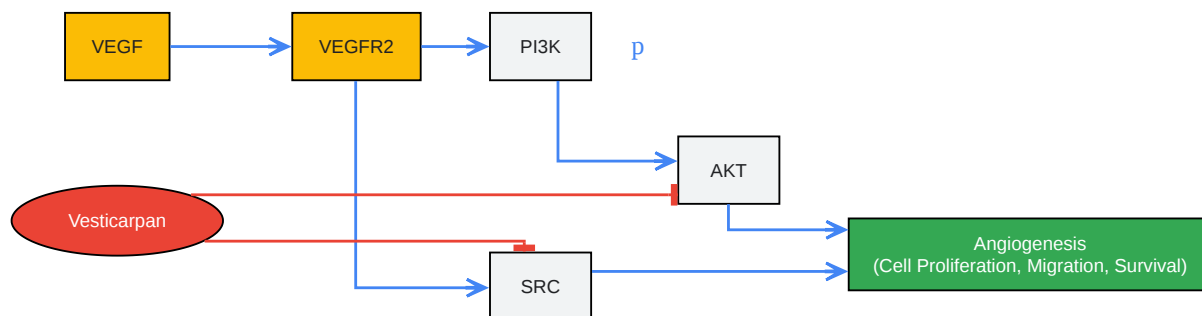 VEGF
VEGFR2
PI3K
p
AKT
Vesticarpan
Angiogenesis
(Cell Proliferation, Migration, Survival)
SRC